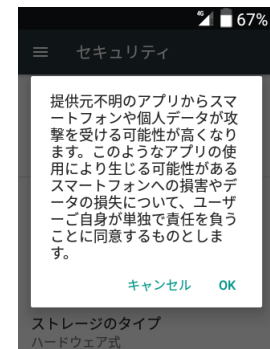 4G 67%
セキュリティ
提供元不明のアプリからスマ
ートフォンや個人データが攻
撃を受ける可能性が高くなり
ます。このようなアプリの使
用により生じる可能性がある
スマートフォンへの損害やデ
ータの損失について、ユーザ
ーご自身が単独で責任を負う
ことに同意するものとしま
す。
キャンセル OK
ストレージのタイプ
ハードウェア式